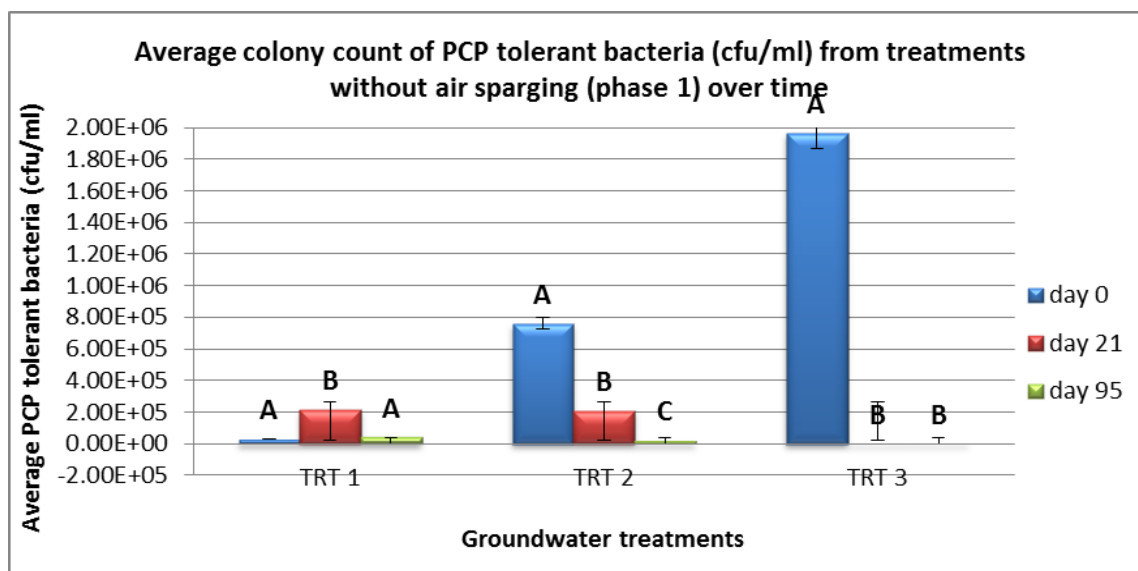 Average colony count of PCP tolerant bacteria (cfu/ml) from treatments
without air sparging (phase 1) over time
Average PCP tolerant bacteria (cfu/ml)
2.00E+06
1.80E+06
1.60E+06
1.40E+06
1.20E+06
1.00E+06
8.00E+05
6.00E+05
4.00E+05
2.00E+05
0.00E+00
-2.00E+05
A
B
A
A
B
C
A
B
B
TRT 1
TRT 2
TRT 3
Groundwater treatments
day 0
day 21
day 95